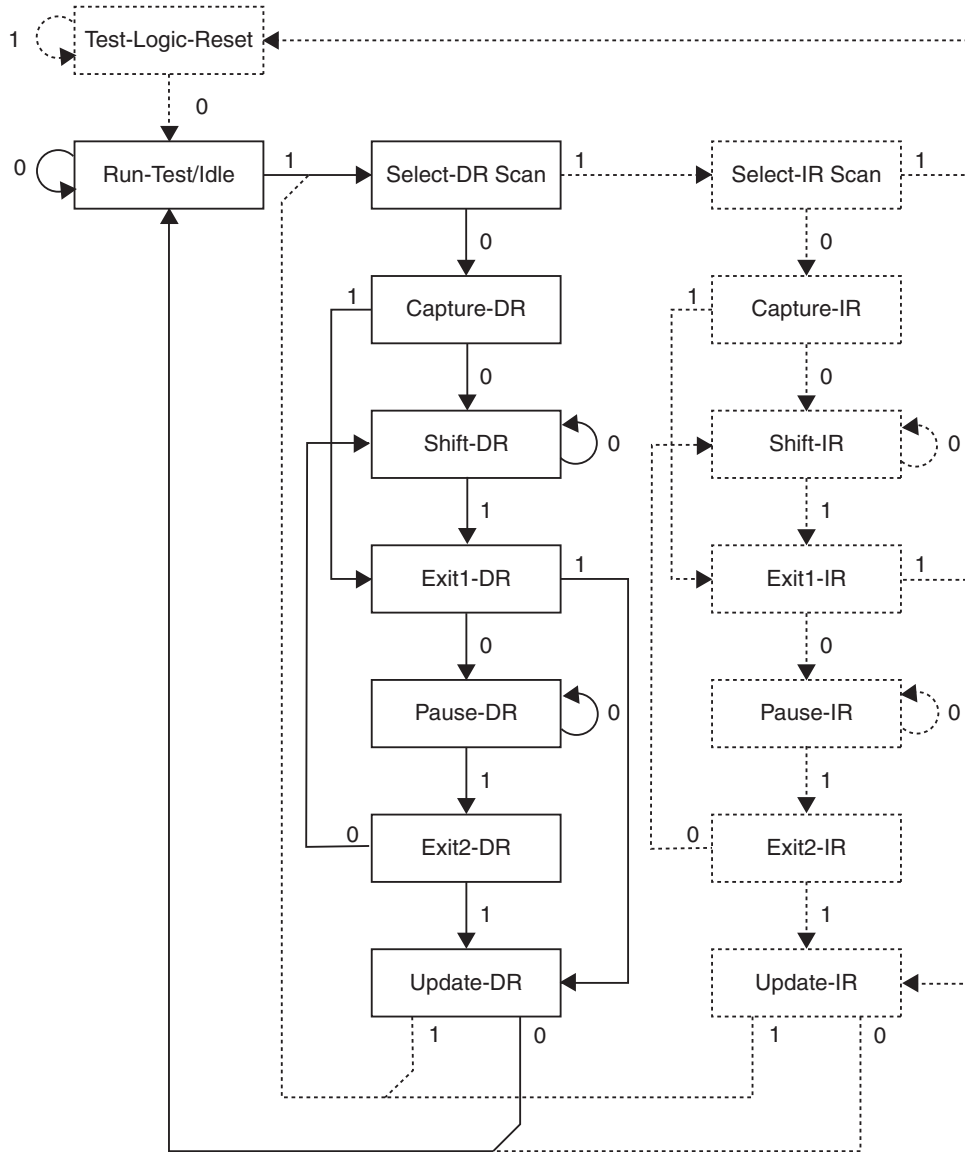 1
Test-Logic-Reset
0
0
Run-Test/Idle
1
Select-DR Scan
1
Select-IR Scan
1
0
0
1
Capture-DR
1
Capture-IR
0
0
Shift-DR
0
Shift-IR
0
1
1
Exit1-DR
1
Exit1-IR
1
0
0
Pause-DR
0
Pause-IR
0
1
1
0
Exit2-DR
0
Exit2-IR
1
1
Update-DR
Update-IR
1
0
1
0